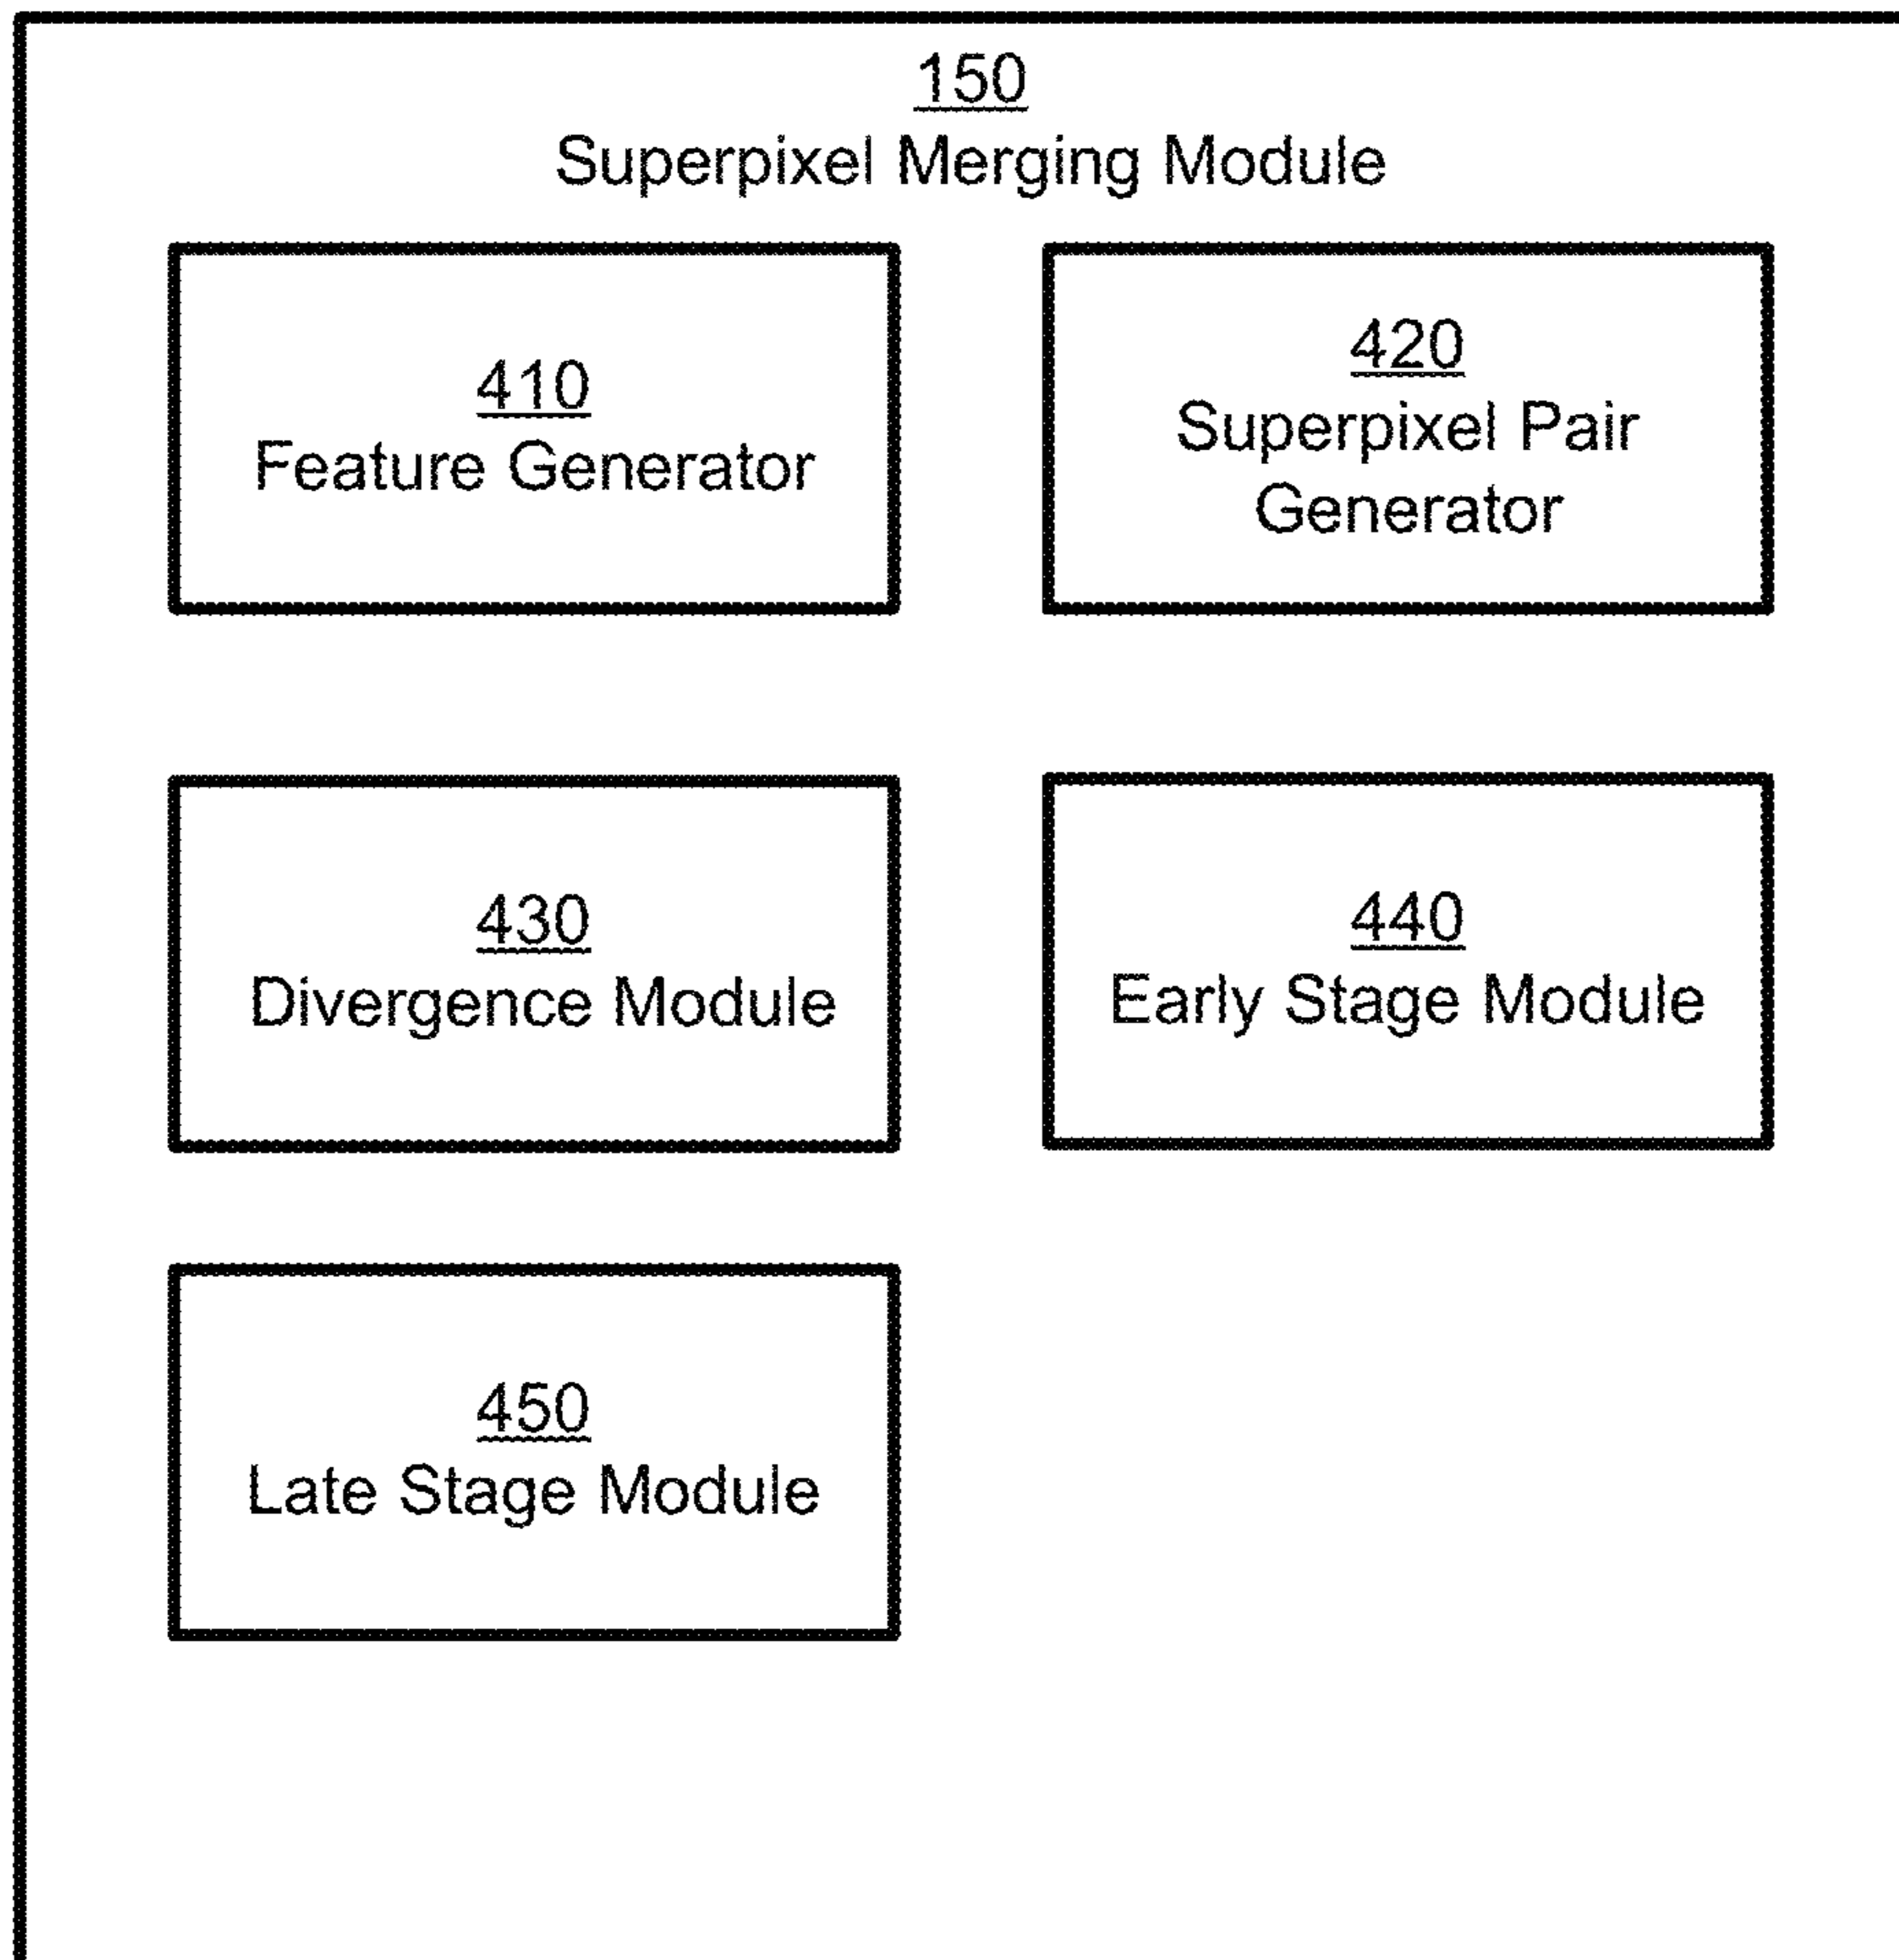 150
Superpixel Merging Module
410
Feature Generator
420
Superpixel Pair
Generator
430
Divergence Module
440
Early Stage Module
450
Late Stage Module